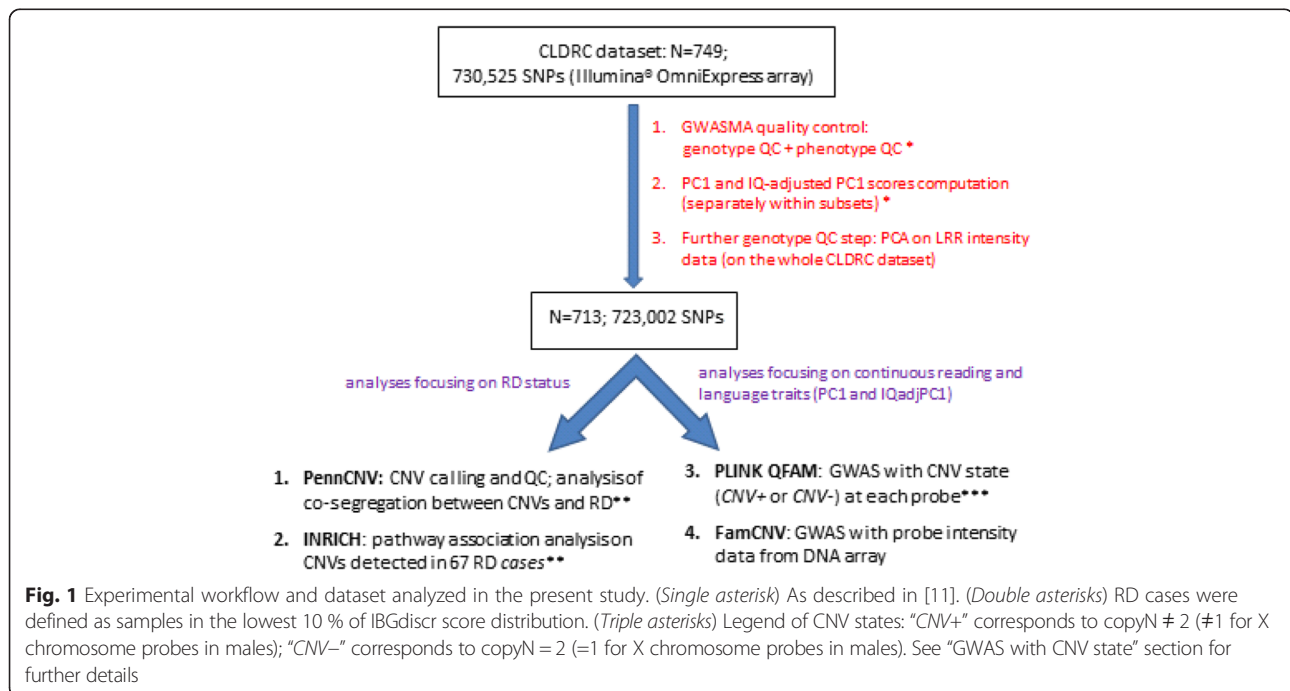 CLDRC dataset: N=749;
730,525 SNPs (Illumina® OmniExpress array)
1. GWASMA quality control:
genotype QC + phenotype QC *
2. PC1 and IQ-adjusted PC1 scores computation
(separately within subsets) *
3. Further genotype QC step: PCA on LRR intensity
data (on the whole CLDRC dataset)
N=713; 723,002 SNPs
analyses focusing on RD status
analyses focusing on continuous reading and
language traits (PC1 and IQadjPC1)
1. PennCNV: CNV calling and QC; analysis of
co-segregation between CNVs and RD**
2. INRICH: pathway association analysis on
CNVs detected in 67 RD cases**
3. PLINK QFAM: GWAS with CNV state
(CNV+ or CNV-) at each probe***
4. FamCNV: GWAS with probe intensity
data from DNA array
Fig. 1 Experimental workflow and dataset analyzed in the present study. (Single asterisk) As described in [11]. (Double asterisks) RD cases were
defined as samples in the lowest 10 % of IBGdiscr score distribution. (Triple asterisks) Legend of CNV states: “CNV+” corresponds to copyN ≠ 2 (≠1 for X
chromosome probes in males); “CNV−” corresponds to copyN = 2 (=1 for X chromosome probes in males). See “GWAS with CNV state” section for
further details